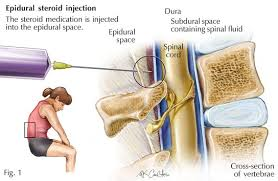 Epidural steroid injection
The steroid medication is injected
into the epidural space.
Dura
Subdural space
containing spinal fluid
Epidural
space
Spinal
cord
Fig. 1
Cross-section
of vertebrae